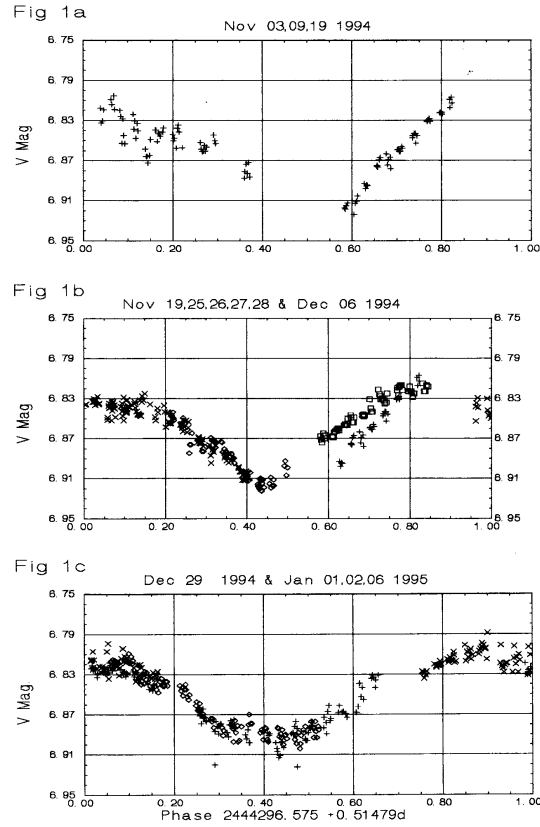 Fig 1a
Nov 03,09,19 1994
V Mag
6.75
6.79
6.83
6.87
6.91
6.95
0.00 0.20 0.40 0.60 0.80 1.00
Fig 1b
Nov 19,25,26,27,28 & Dec 06 1994
V Mag
6.75 6.75
6.79 6.79
6.83 6.83
6.87 6.87
6.91 6.91
6.95 6.95
0.00 0.20 0.40 0.60 0.80 1.00
Fig 1c
Dec 29 1994 & Jan 01,02,06 1995
V Mag.
6.75
6.79
6.83
6.87
6.91
6.95
0.00 0.20 0.40 0.60 0.80 1.00
Phase 2444296.575 +0.51479d